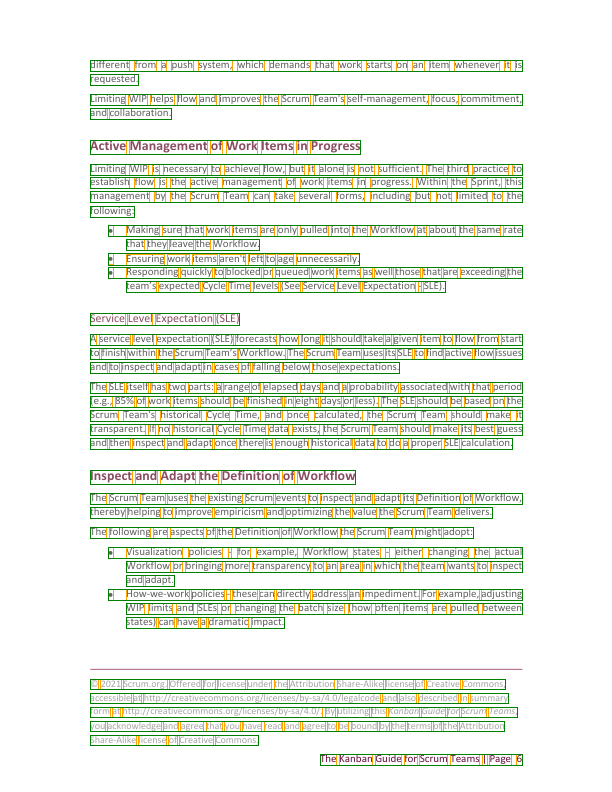 different from a push system, which demands that work starts on an item whenever it is
requested.
Limiting WIP helps flow and improves the Scrum Team's self-management, focus, commitment,
and collaboration.
Active Management of Work Items in Progress
Limiting WIP is necessary to achieve flow, but it alone is not sufficient. The third practice to
establish flow is the active management of work items in progress. Within the Sprint, this
management by the Scrum Team can take several forms, including but not limited to the
following:
• Making sure that work items are only pulled into the Workflow at about the same rate
that they leave the Workflow.
• Ensuring work items aren't left to age unnecessarily.
• Responding quickly to blocked or queued work items as well those that are exceeding the
team's expected Cycle Time levels (See Service Level Expectation - SLE).
Service Level Expectation (SLE)
A service level expectation (SLE) forecasts how long it should take a given item to flow from start
to finish within the Scrum Team's Workflow. The Scrum Team uses its SLE to find active flow issues
and to inspect and adapt in cases of falling below those expectations.
The SLE itself has two parts: a range of elapsed days and a probability associated with that period
(e.g., 85% of work items should be finished in eight days or less). The SLE should be based on the
Scrum Team's historical Cycle Time, and once calculated, the Scrum Team should make it
transparent. If no historical Cycle Time data exists, the Scrum Team should make its best guess
and then inspect and adapt once there is enough historical data to do a proper SLE calculation.
Inspect and Adapt the Definition of Workflow
The Scrum Team uses the existing Scrum events to inspect and adapt its Definition of Workflow,
thereby helping to improve empiricism and optimizing the value the Scrum Team delivers.
The following are aspects of the Definition of Workflow the Scrum Team might adopt:
• Visualization policies - for example, Workflow states - either changing the actual
Workflow or bringing more transparency to an area in which the team wants to inspect
and adapt.
• How-we-work policies - these can directly address an impediment. For example, adjusting
WIP limits and SLEs or changing the batch size (how often items are pulled between
states) can have a dramatic impact.
© 2021 Scrum.org. Offered for license under the Attribution Share-Alike license of Creative Commons,
accessible at http://creativecommons.org/licenses/by-sa/4.0/legalcode and also described in summary
form at http://creativecommons.org/licenses/by-sa/4.0/. By utilizing this Kanban Guide for Scrum Teams,
you acknowledge and agree that you have read and agree to be bound by the terms of the Attribution
Share-Alike license of Creative Commons.
The Kanban Guide for Scrum Teams | Page 6